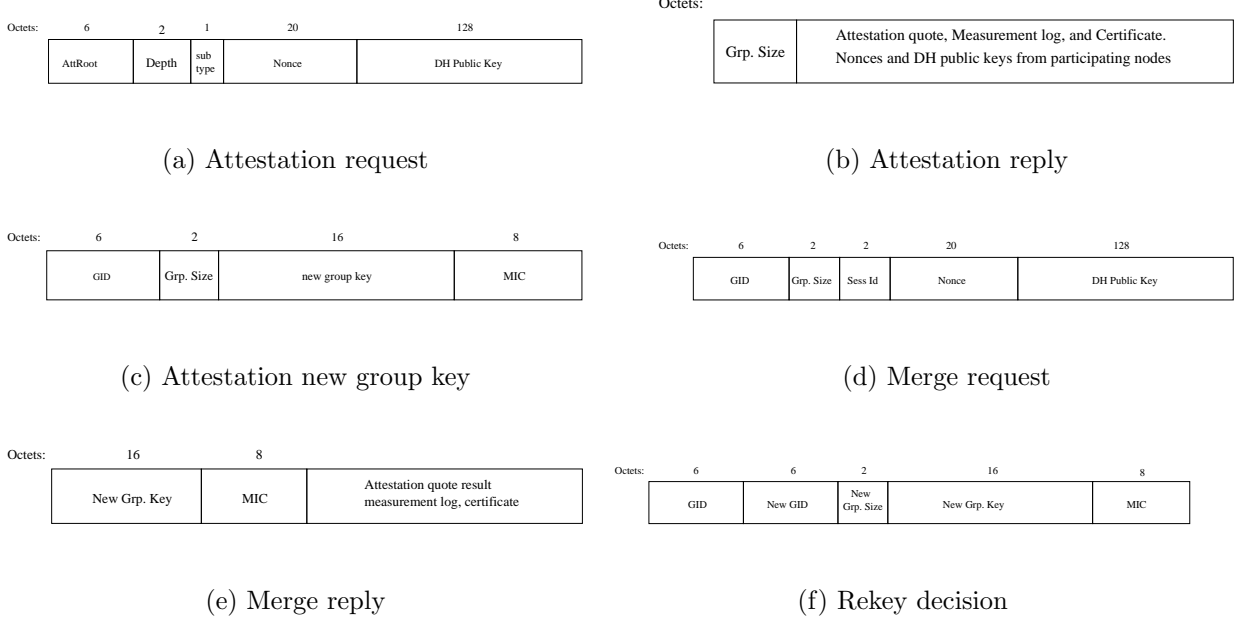 Octets: 6 2 1 20 128
AttRoot Depth sub type Nonce DH Public Key
(a) Attestation request
Octets:
Grp. Size Attestation quote, Measurement log, and Certificate.
Nonces and DH public keys from participating nodes
(b) Attestation reply
Octets: 6 2 16 8
GID Grp. Size new group key MIC
(c) Attestation new group key
Octets: 6 2 2 20 128
GID Grp. Size Sess Id Nonce DH Public Key
(d) Merge request
Octets: 16 8
New Grp. Key MIC Attestation quote result
measurement log, certificate
(e) Merge reply
Octets: 6 6 2 16 8
GID New GID New Grp. Size New Grp. Key MIC
(f) Rekey decision